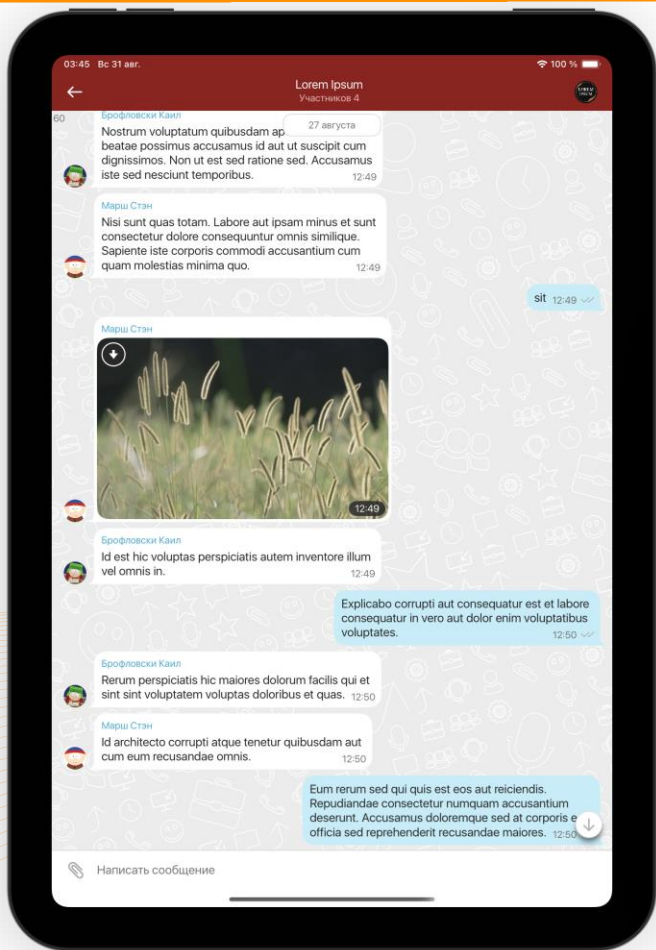 03:45 Вс 31 авг.
100 %
Lorem Ipsum
Участников 4
60
Брофловски Каил
27 августа
Nostrum voluptatum quibusdam ap
beatae possimus accusamus id aut ut suscipit cum
dignissimos. Non ut est sed ratione sed. Accusamus
iste sed nesciunt temporibus. 12:49
Марш Стэн
Nisi sunt quas totam. Labore aut ipsam minus et sunt
consectetur dolore consequuntur omnis similique.
Sapiente iste corporis commodi accusantium cum
quam molestias minima quo. 12:49
sit 12:49
Марш Стэн
12:49
Брофловски Каил
Id est hic voluptas perspiciatis autem inventore illum
vel omnis in. 12:49
Explicabo corrupti aut consequatur est et labore
consequatur in vero aut dolor enim voluptatibus
voluptates. 12:50
Брофловски Каил
Rerum perspiciatis hic maiores dolorum facilis qui et
sint sint voluptatem voluptas doloribus et quas. 12:50
Марш Стэн
Id architecto corrupti atque tenetur quibusdam aut
cum eum recusandae omnis. 12:50
Eum rerum sed qui quis est eos aut reiciendis.
Repudiandae consectetur numquam accusantium
deserunt. Accusamus doloremque sed at corporis e
officia sed reprehenderit recusandae maiores. 12:50
Написать сообщение